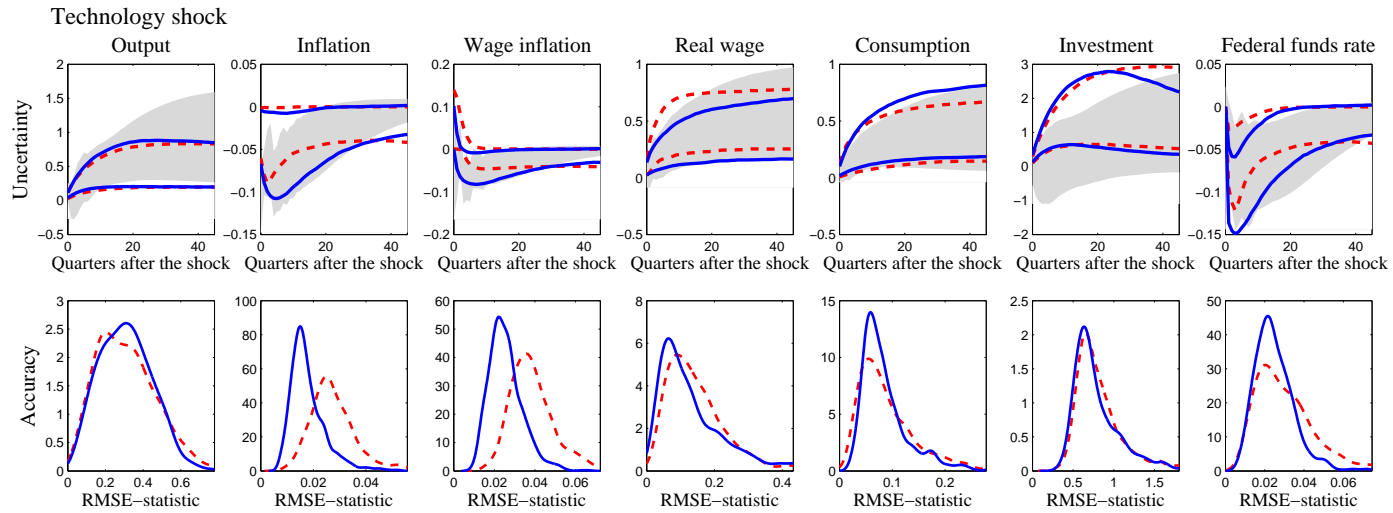 Technology shock
Output Inflation Wage inflation Real wage Consumption Investment Federal funds rate
Uncertainty
2 1.5 1 0.5 0 −0.5
0 20 40
0.05 0 −0.05 −0.1 −0.15
0 20 40
0.2 0.1 0 −0.1 −0.2
0 20 40
1 0.5 0 −0.5
0 20 40
1 0.5 0 −0.5
0 20 40
4 3 2 1 0 −1 −2
0 20 40
0.05 0 −0.05 −0.1 −0.15
0 20 40
Quarters after the shock Quarters after the shock Quarters after the shock Quarters after the shock Quarters after the shock Quarters after the shock Quarters after the shock
Accuracy
3 2.5 2 1.5 1 0.5 0
0 0.2 0.4 0.6
100 80 60 40 20 0
0 0.02 0.04
60 50 40 30 20 10 0
0 0.02 0.04 0.06
8 6 4 2 0
0 0.1 0.2 0.3 0.4
15 10 5 0
0 0.1 0.2
2.5 2 1.5 1 0.5 0
0 0.5 1 1.5
50 40 30 20 10 0
0 0.02 0.04 0.06
RMSE−statistic RMSE−statistic RMSE−statistic RMSE−statistic RMSE−statistic RMSE−statistic RMSE−statistic